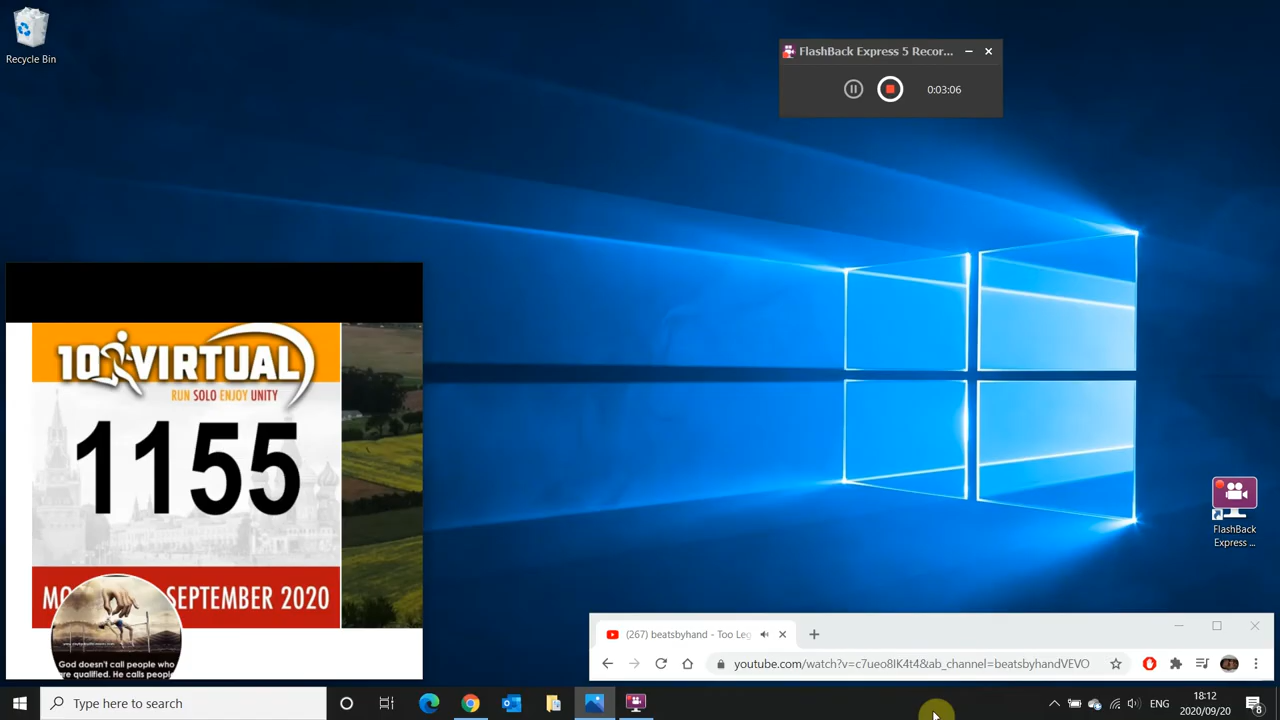 Recycle Bin
FlashBack Express 5 Recor...
0:03:06
10 VIRTUAL
RUN SOLO ENJOY UNITY
1155
MO
SEPTEMBER 2020
God doesn't call people who
are qualified. He calls peopl
FlashBack
Express ...
(267) beatsbyhand - Too Leg
youtube.com/watch?v=c7ueo8IK4t4&ab_channel=beatsbyhandVEVO
Type here to search
ENG
18:12
2020/09/20
8